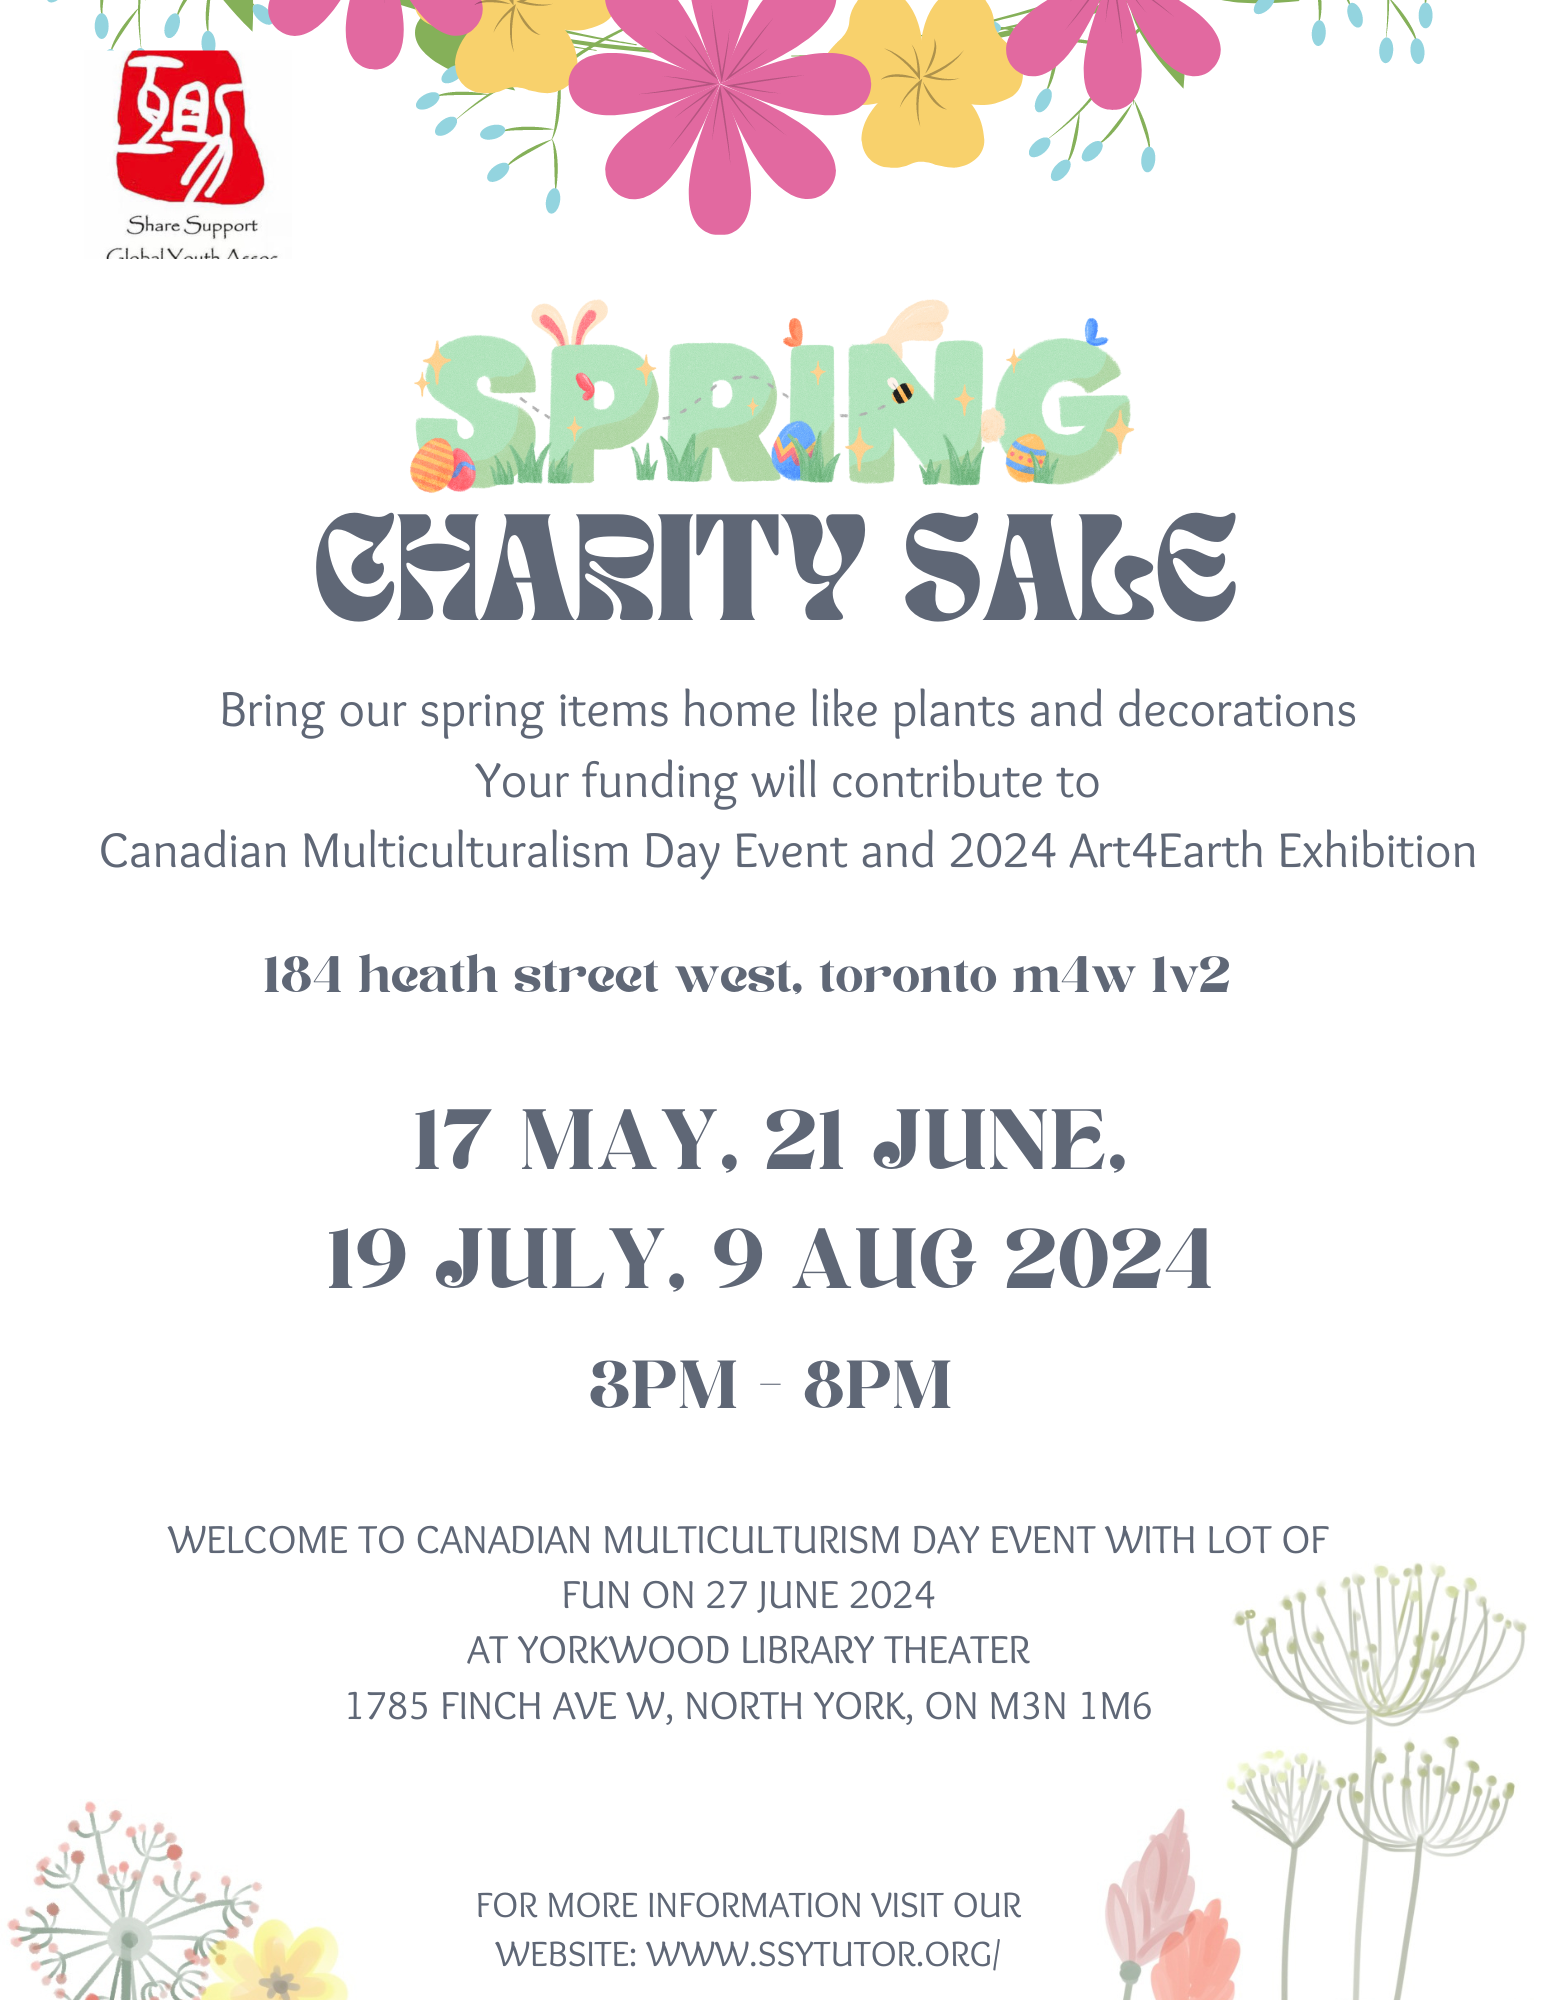 Share Support
Global Youth Assoc
SPRING
CHARITY SALE
Bring our spring items home like plants and decorations
Your funding will contribute to
Canadian Multiculturalism Day Event and 2024 Art4Earth Exhibition
184 heath street west, toronto m4w 1v2
17 MAY, 21 JUNE,
19 JULY, 9 AUG 2024
3PM - 8PM
WELCOME TO CANADIAN MULTICULTURISM DAY EVENT WITH LOT OF
FUN ON 27 JUNE 2024
AT YORKWOOD LIBRARY THEATER
1785 FINCH AVE W, NORTH YORK, ON M3N 1M6
FOR MORE INFORMATION VISIT OUR
WEBSITE: WWW.SSYTUTOR.ORG/